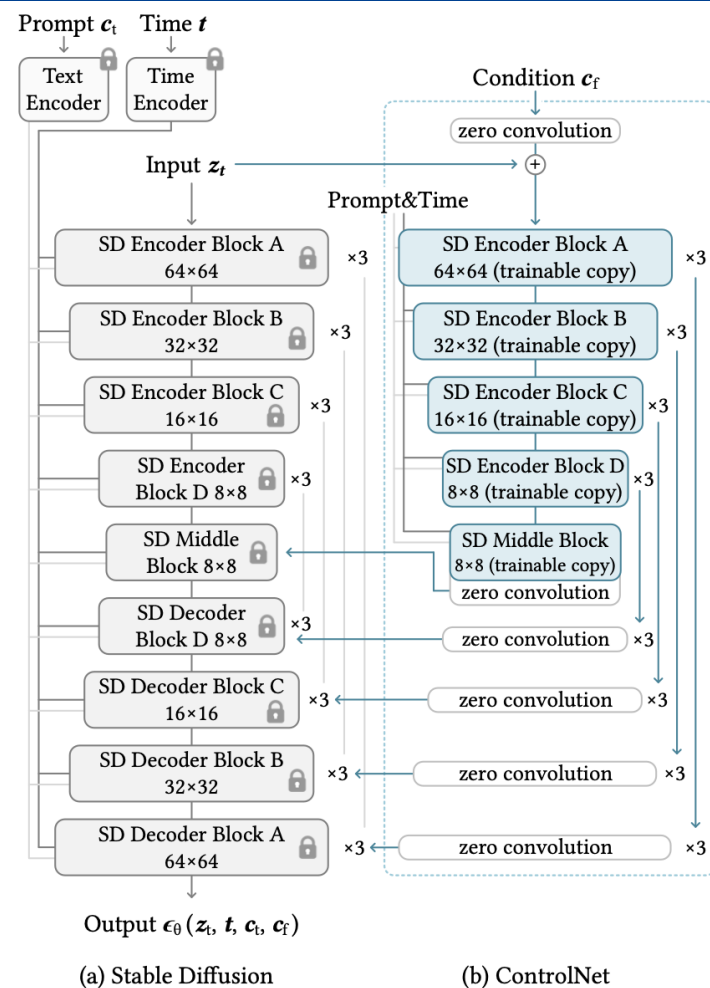 Prompt cₜ
Time t
Text
Encoder
Time
Encoder
Condition c_f
zero convolution
Input zₜ
+
Prompt&Time
SD Encoder Block A
64×64
×3
SD Encoder Block A
64×64 (trainable copy)
×3
SD Encoder Block B
32×32
×3
SD Encoder Block B
32×32 (trainable copy)
×3
SD Encoder Block C
16×16
×3
SD Encoder Block C
16×16 (trainable copy)
×3
SD Encoder
Block D 8×8
×3
SD Encoder Block D
8×8 (trainable copy)
×3
SD Middle
Block 8×8
SD Middle Block
8×8 (trainable copy)
zero convolution
SD Decoder
Block D 8×8
×3
zero convolution
×3
SD Decoder Block C
16×16
×3
zero convolution
×3
SD Decoder Block B
32×32
×3
zero convolution
×3
SD Decoder Block A
64×64
×3
zero convolution
×3
Output ϵ_θ(zₜ, t, cₜ, c_f)
(a) Stable Diffusion
(b) ControlNet